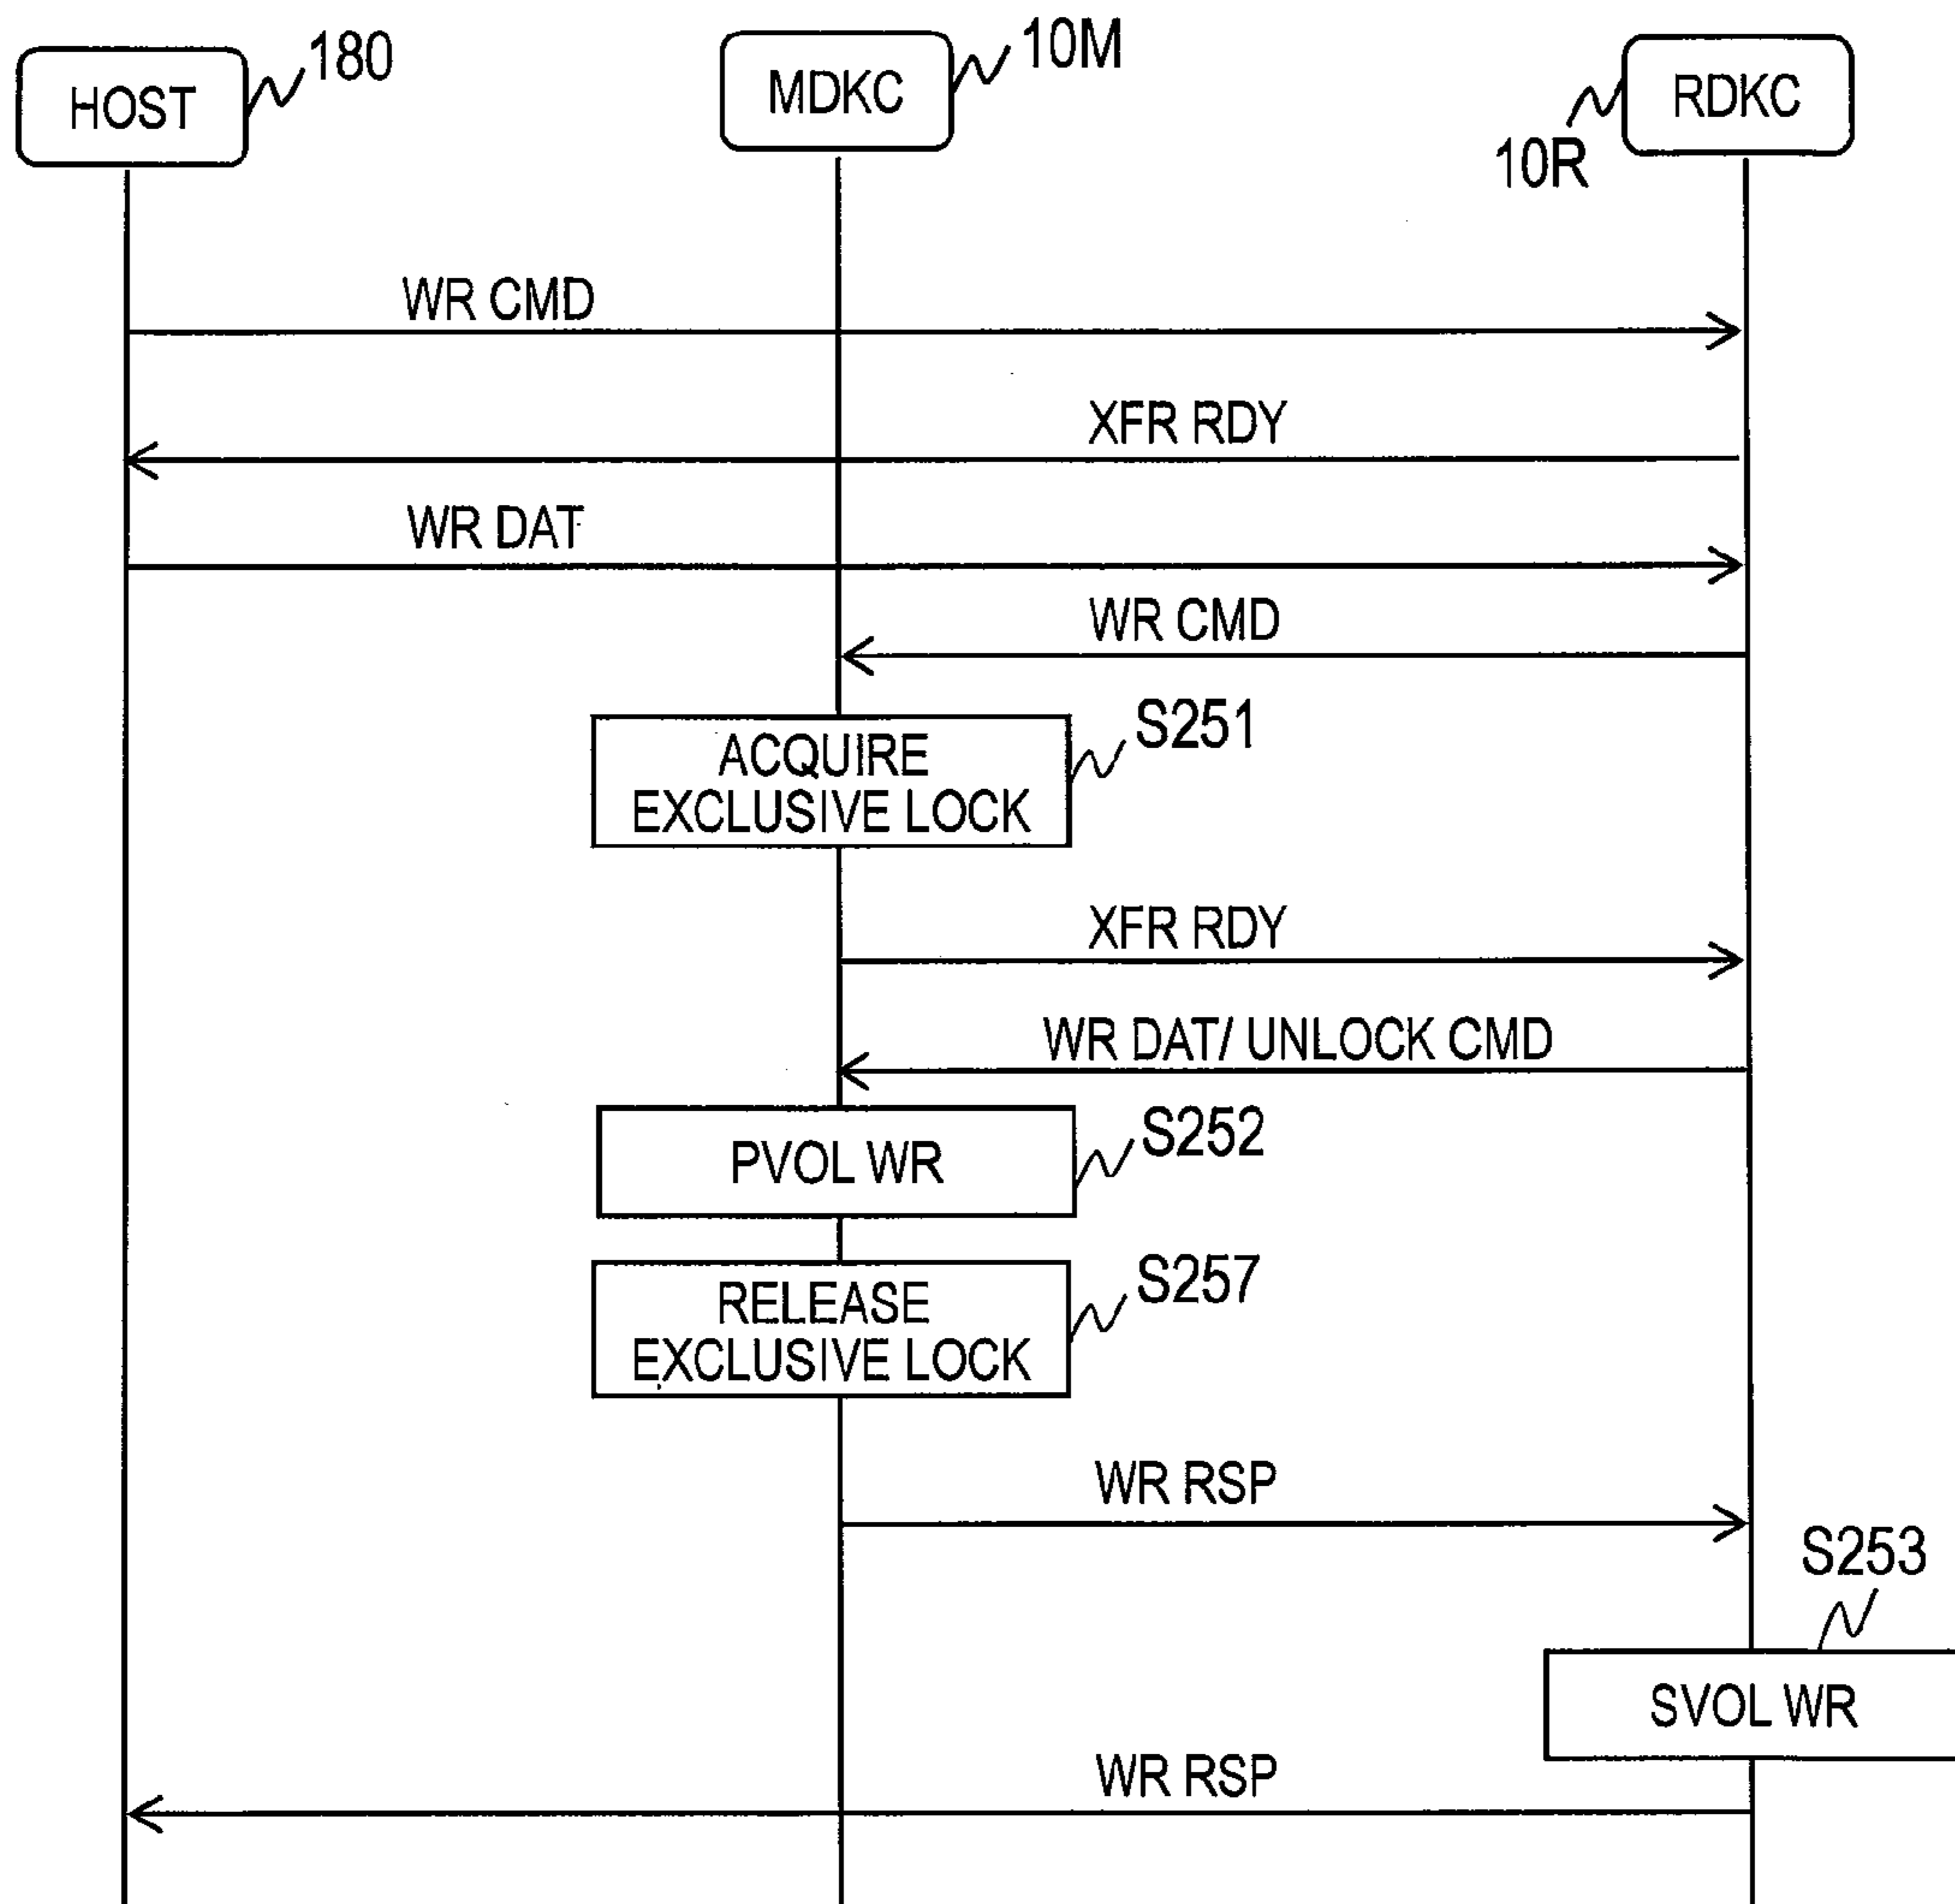 HOST
180
MDKC
10M
RDKC
10R
WR CMD
XFR RDY
WR DAT
WR CMD
ACQUIRE
EXCLUSIVE LOCK
S251
XFR RDY
WR DAT/ UNLOCK CMD
PVOL WR
S252
RELEASE
EXCLUSIVE LOCK
S257
WR RSP
S253
SVOL WR
WR RSP